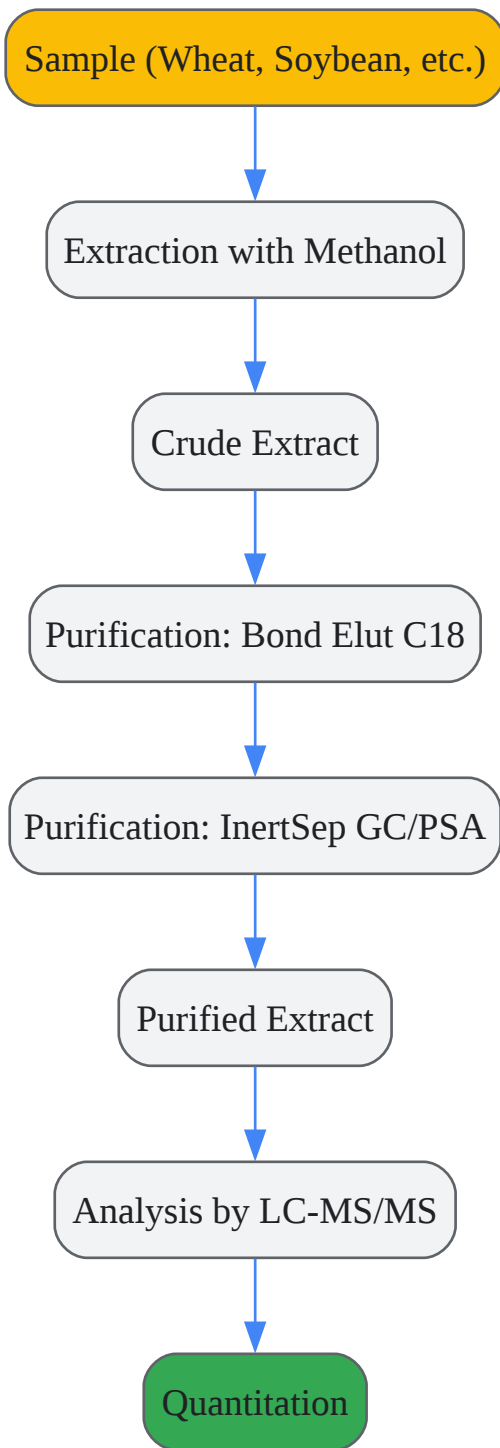 Sample (Wheat, Soybean, etc.)
Extraction with Methanol
Crude Extract
Purification: Bond Elut C18
Purification: InertSep GC/PSA
Purified Extract
Analysis by LC-MS/MS
Quantitation